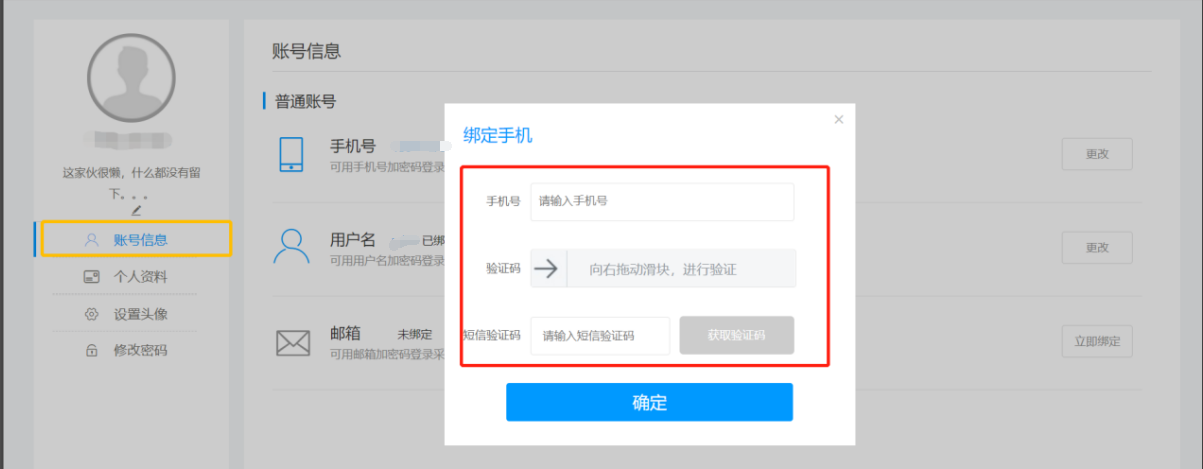 账号信息
普通账号
这家伙很懒，什么都没有留
下。。。
账号信息
个人资料
设置头像
修改密码
手机号
可用手机号加密码登录
更改
用户名 已绑
可用用户名加密码登录
更改
邮箱 未绑定
可用邮箱加密码登录采
立即绑定
绑定手机
×
手机号 请输入手机号
验证码 向右拖动滑块，进行验证
短信验证码 请输入短信验证码 获取验证码
确定